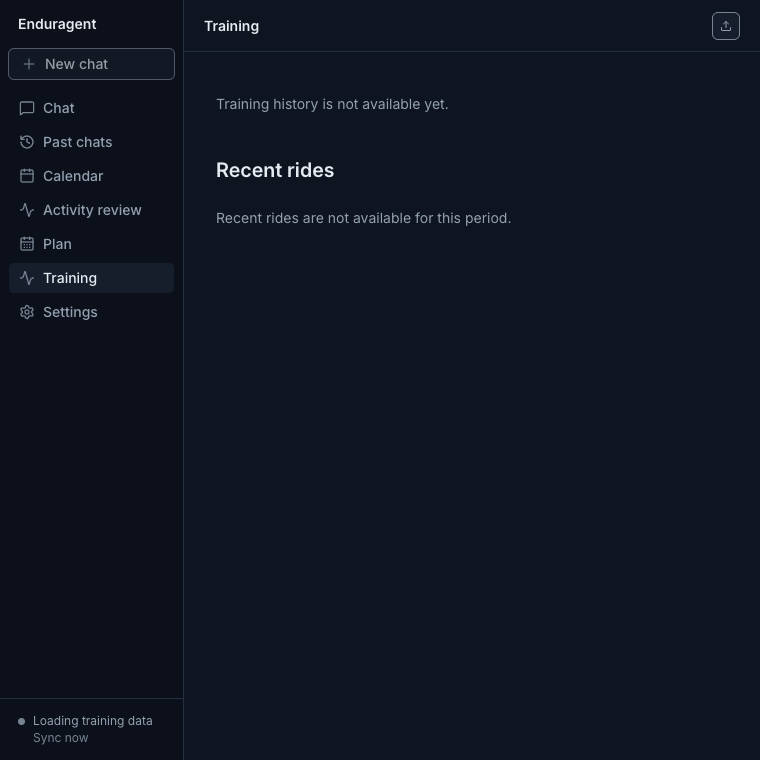 Enduragent
New chat
Chat
Past chats
Calendar
Activity review
Plan
Training
Settings
Loading training data
Sync now
Training
Training history is not available yet.
Recent rides
Recent rides are not available for this period.